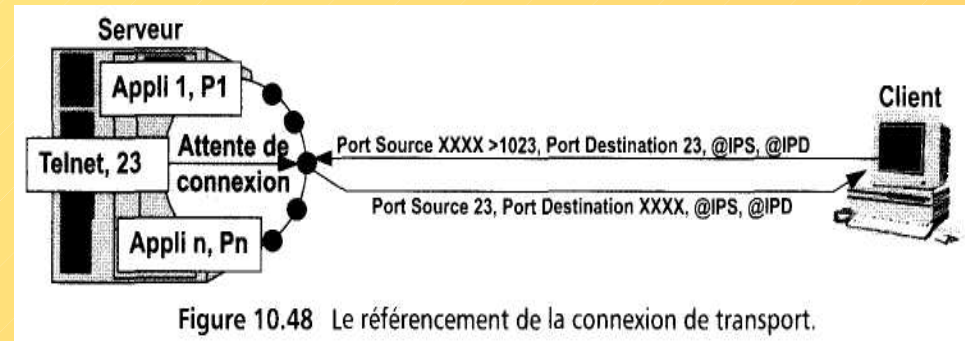 Serveur
Appli 1, P1
Client
Attente de
Port Source XXXX >1023, Port Destination 23, @IPS, @IPD
Telnet, 23
connexion
Port Source 23, Port Destination XXXX, @IPS, @IPD
Appli n, Pn
Figure 10.48 Le référencement de la connexion de transport.